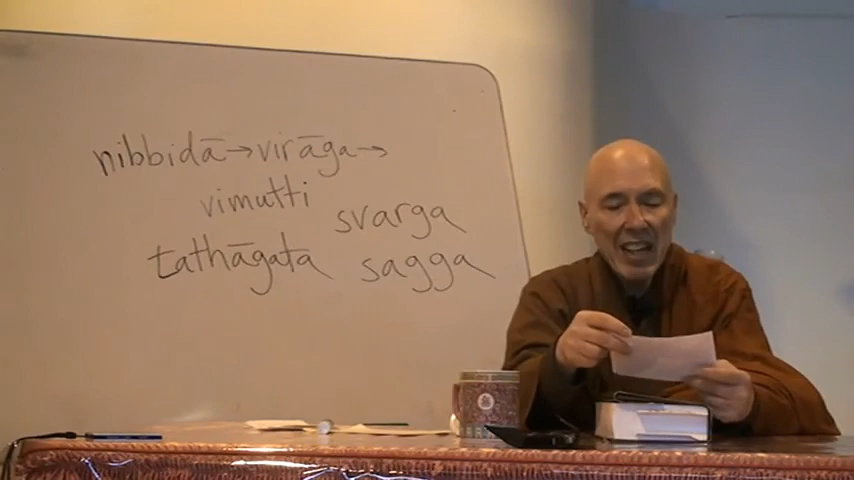 nibbidā → virāga →
vimutti
svarga
tathāgata
sagga